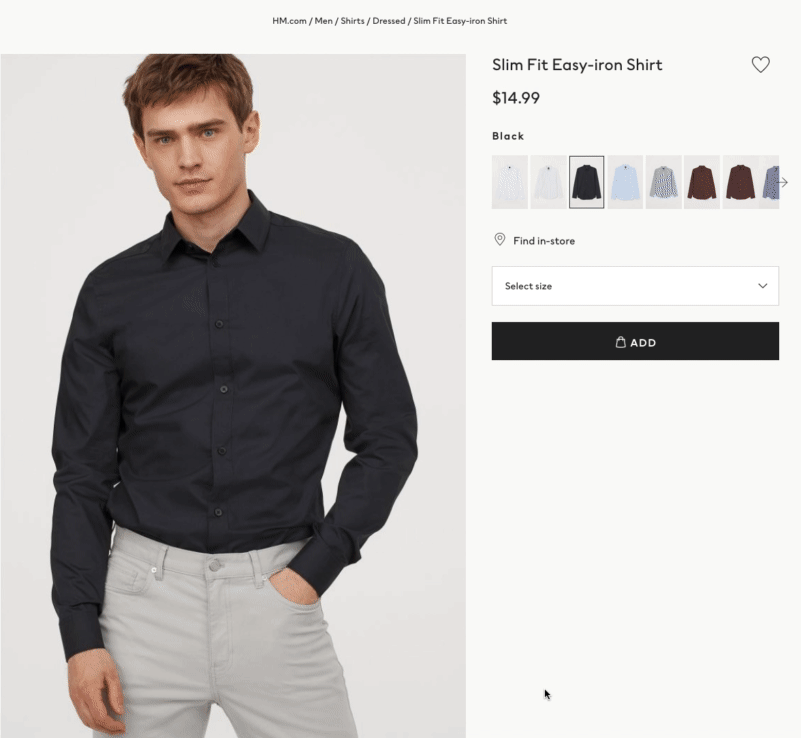 HM.com / Men / Shirts / Dressed / Slim Fit Easy-iron Shirt
Slim Fit Easy-iron Shirt
$14.99
Black
Find in-store
Select size
ADD